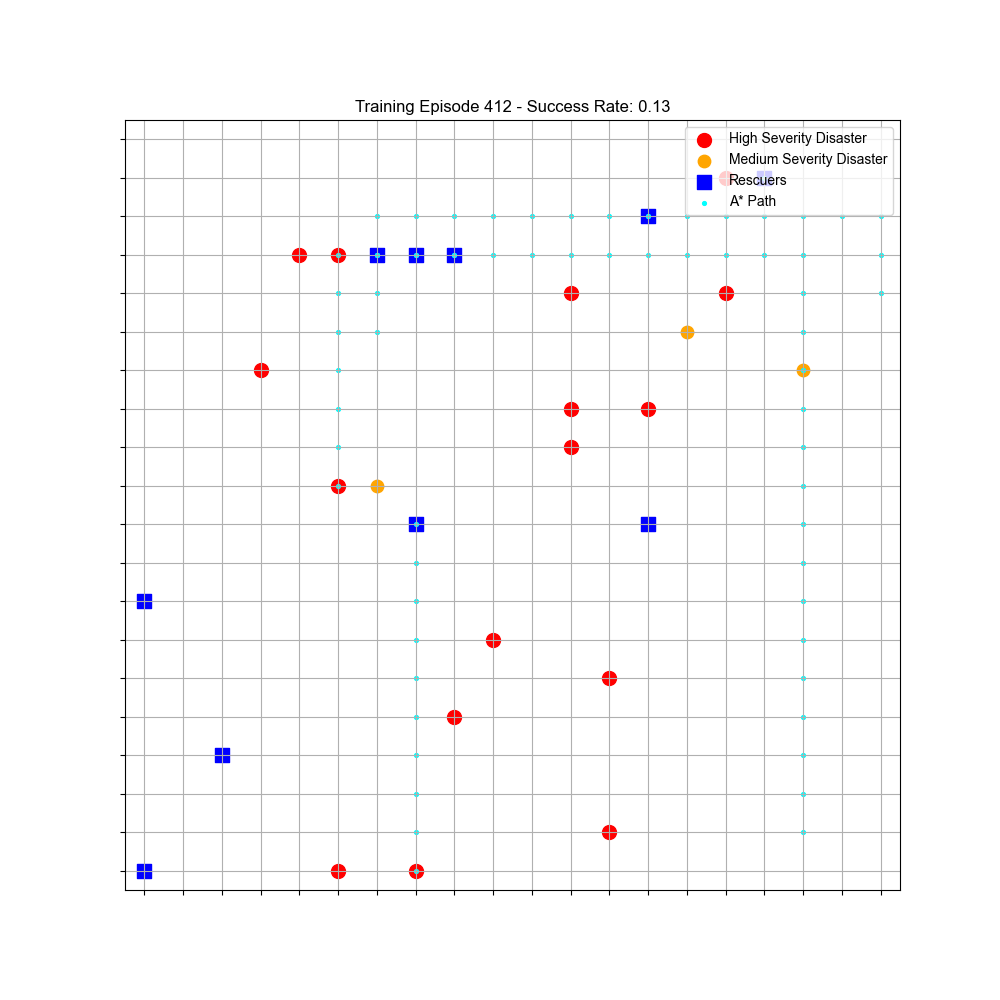 Training Episode 412 - Success Rate: 0.13
High Severity Disaster
Medium Severity Disaster
Rescuers
A* Path